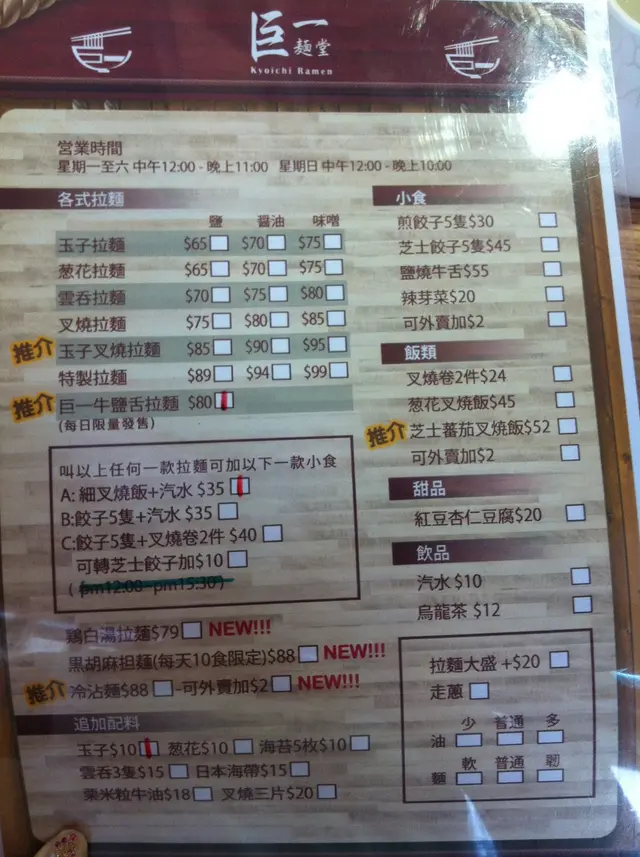 巨一
麵堂
Kyoichi Ramen
巨一
巨一
營業時間
星期一至六 中午12:00 - 晚上11:00 星期日 中午12:00 - 晚上10:00
各式拉麵
鹽 醤油 味噌
玉子拉麵 $65 $70 $75
葱花拉麵 $65 $70 $75
雲吞拉麵 $70 $75 $80
叉燒拉麵 $75 $80 $85
推介 玉子叉燒拉麵 $85 $90 $95
特製拉麵 $89 $94 $99
推介 巨一牛鹽舌拉麵 $80
(每日限量發售)
叫以上任何一款拉麵可加以下一款小食
A: 細叉燒飯+汽水 $35
B:餃子5隻+汽水 $35
C:餃子5隻+叉燒卷2件 $40
可轉芝士餃子加$10
( pm12:08 - pm15:30 )
鶏白湯拉麵$79 NEW!!!
黒胡麻担麵(每天10食限定)$88 NEW!!!
推介 冷沾麵$88 -可外賣加$2 NEW!!!
追加配料
玉子$10 葱花$10 海苔5枚$10
雲吞3隻$15 日本海帶$15
粟米粒牛油$18 叉燒三片$20
小食
煎餃子5隻$30
芝士餃子5隻$45
鹽燒牛舌$55
辣芽菜$20
可外賣加$2
飯類
叉燒卷2件$24
葱花叉燒飯$45
推介 芝士蕃茄叉燒飯$52
可外賣加$2
甜品
紅豆杏仁豆腐$20
飲品
汽水 $10
烏龍茶 $12
拉麵大盛 +$20
走蔥
少 普通 多
油
軟 普通 韌
麵